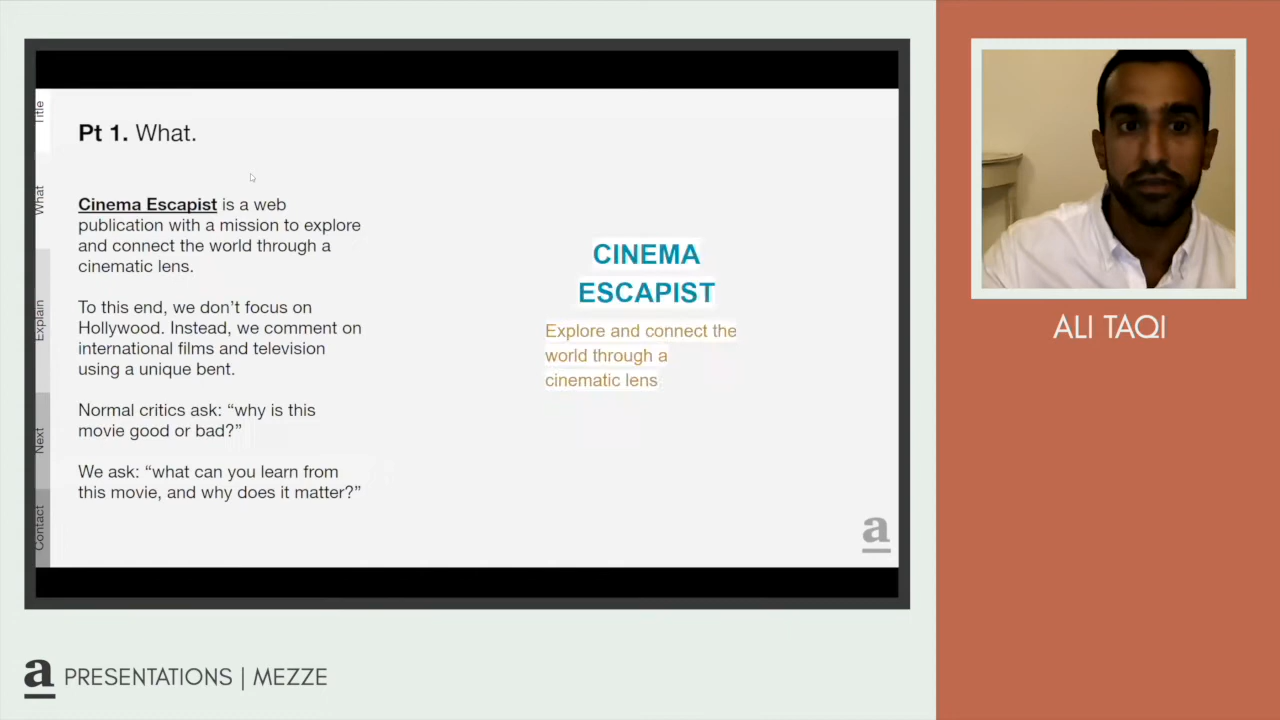 Title
What
Explain
Next
Contact
Pt 1. What.
Cinema Escapist is a web
publication with a mission to explore
and connect the world through a
cinematic lens.
To this end, we don’t focus on
Hollywood. Instead, we comment on
international films and television
using a unique bent.
Normal critics ask: “why is this
movie good or bad?”
We ask: “what can you learn from
this movie, and why does it matter?”
CINEMA
ESCAPIST
Explore and connect the
world through a
cinematic lens
a
ALI TAQI
a PRESENTATIONS | MEZZE